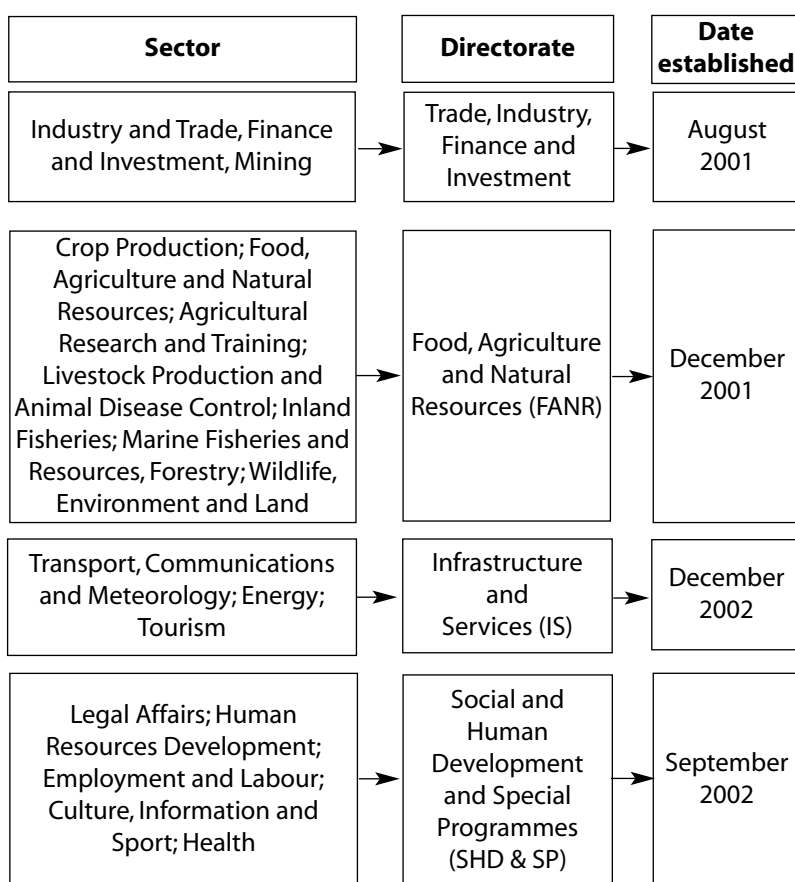 Sector
Directorate
Date
established
Industry and Trade, Finance
and Investment, Mining
Trade, Industry,
Finance and
Investment
August
2001
Crop Production; Food,
Agriculture and Natural
Resources; Agricultural
Research and Training;
Livestock Production and
Animal Disease Control; Inland
Fisheries; Marine Fisheries and
Resources, Forestry; Wildlife,
Environment and Land
Food, Agriculture
and Natural
Resources (FANR)
December
2001
Transport, Communications
and Meteorology; Energy;
Tourism
Infrastructure
and
Services (IS)
December
2002
Legal Affairs; Human
Resources Development;
Employment and Labour;
Culture, Information and
Sport; Health
Social and
Human
Development
and Special
Programmes
(SHD & SP)
September
2002